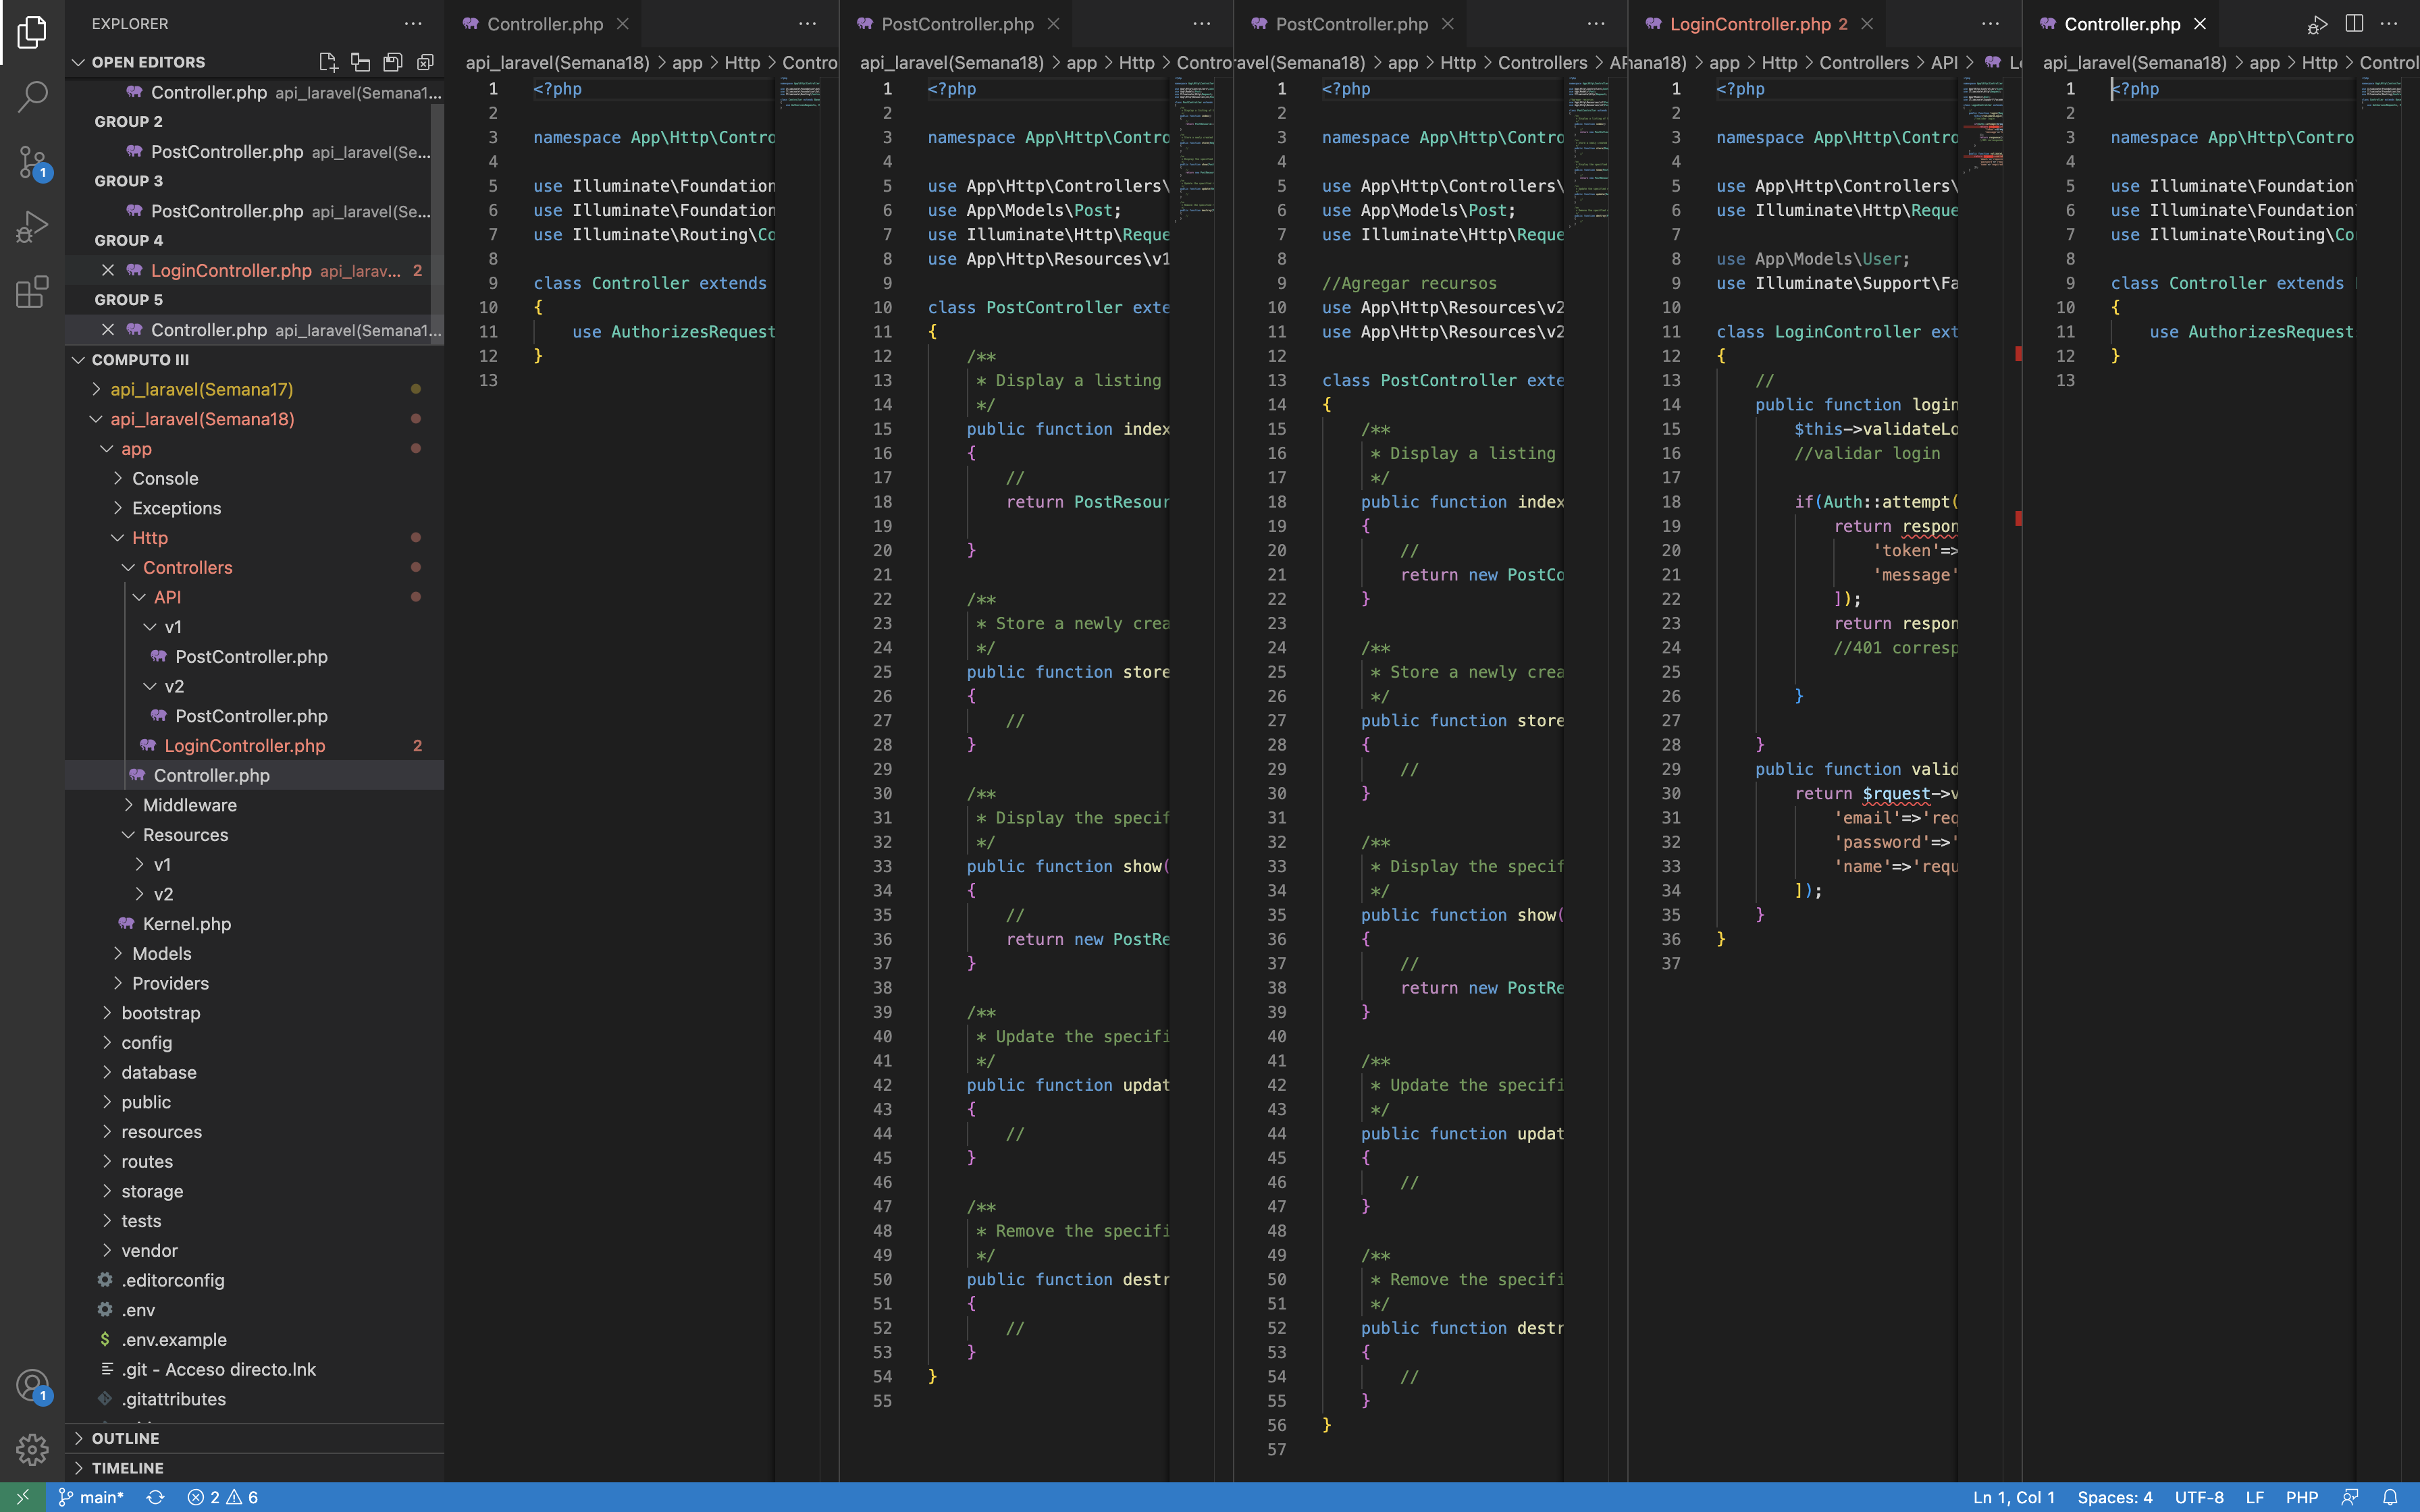 EXPLORER
OPEN EDITORS
Controller.php api_laravel(Semana1...
GROUP 2
PostController.php api_laravel(Se...
GROUP 3
PostController.php api_laravel(Se...
GROUP 4
LoginController.php api_larav... 2
GROUP 5
Controller.php api_laravel(Semana1...
COMPUTO III
api_laravel(Semana17)
api_laravel(Semana18)
app
Console
Exceptions
Http
Controllers
API
v1
PostController.php
v2
PostController.php
LoginController.php 2
Controller.php
Middleware
Resources
v1
v2
Kernel.php
Models
Providers
bootstrap
config
database
public
resources
routes
storage
tests
vendor
.editorconfig
.env
$ .env.example
.git - Acceso directo.lnk
.gitattributes
OUTLINE
TIMELINE
1
1
Controller.php
api_laravel(Semana18) > app > Http > Contro
1 <?php
2
3 namespace App\Http\Contro
4
5 use Illuminate\Foundation
6 use Illuminate\Foundation
7 use Illuminate\Routing\Co
8
9 class Controller extends
10 {
11 use AuthorizesRequest
12 }
13
PostController.php
api_laravel(Semana18) > app > Http > Contro
1 <?php
2
3 namespace App\Http\Contro
4
5 use App\Http\Controllers\
6 use App\Models\Post;
7 use Illuminate\Http\Reque
8 use App\Http\Resources\v1
9
10 class PostController exte
11 {
12 /**
13 * Display a listing
14 */
15 public function index
16 {
17 //
18 return PostResour
19
20 }
21
22 /**
23 * Store a newly crea
24 */
25 public function store
26 {
27 //
28 }
29
30 /**
31 * Display the specif
32 */
33 public function show(
34 {
35 //
36 return new PostRe
37 }
38
39 /**
40 * Update the specifi
41 */
42 public function updat
43 {
44 //
45 }
46
47 /**
48 * Remove the specifi
49 */
50 public function destr
51 {
52 //
53 }
54 }
55
PostController.php
ravel(Semana18) > app > Http > Controllers > A
1 <?php
2
3 namespace App\Http\Contro
4
5 use App\Http\Controllers\
6 use App\Models\Post;
7 use Illuminate\Http\Reque
8
9 //Agregar recursos
10 use App\Http\Resources\v2
11 use App\Http\Resources\v2
12
13 class PostController exte
14 {
15 /**
16 * Display a listing
17 */
18 public function index
19 {
20 //
21 return new PostCo
22 }
23
24 /**
25 * Store a newly crea
26 */
27 public function store
28 {
29 //
30 }
31
32 /**
33 * Display the specif
34 */
35 public function show(
36 {
37 //
38 return new PostRe
39 }
40
41 /**
42 * Update the specifi
43 */
44 public function updat
45 {
46 //
47 }
48
49 /**
50 * Remove the specifi
51 */
52 public function destr
53 {
54 //
55 }
56 }
57
LoginController.php 2
ana18) > app > Http > Controllers > API > L
1 <?php
2
3 namespace App\Http\Contro
4
5 use App\Http\Controllers\
6 use Illuminate\Http\Reque
7
8 use App\Models\User;
9 use Illuminate\Support\Fa
10
11 class LoginController ext
12 {
13 //
14 public function login
15 $this->validateLo
16 //validar login
17
18 if(Auth::attempt(
19 return respon
20 'token'=>
21 'message'
22 ]);
23 return respon
24 //401 corresp
25
26 }
27
28 }
29 public function valid
30 return $rquest->v
31 'email'=>'req
32 'password'=>'
33 'name'=>'requ
34 ]);
35 }
36 }
37
Controller.php
api_laravel(Semana18) > app > Http > Control
1 <?php
2
3 namespace App\Http\Contro
4
5 use Illuminate\Foundation
6 use Illuminate\Foundation
7 use Illuminate\Routing\Co
8
9 class Controller extends
10 {
11 use AuthorizesRequest
12 }
13
main* 2 6
Ln 1, Col 1 Spaces: 4 UTF-8 LF PHP